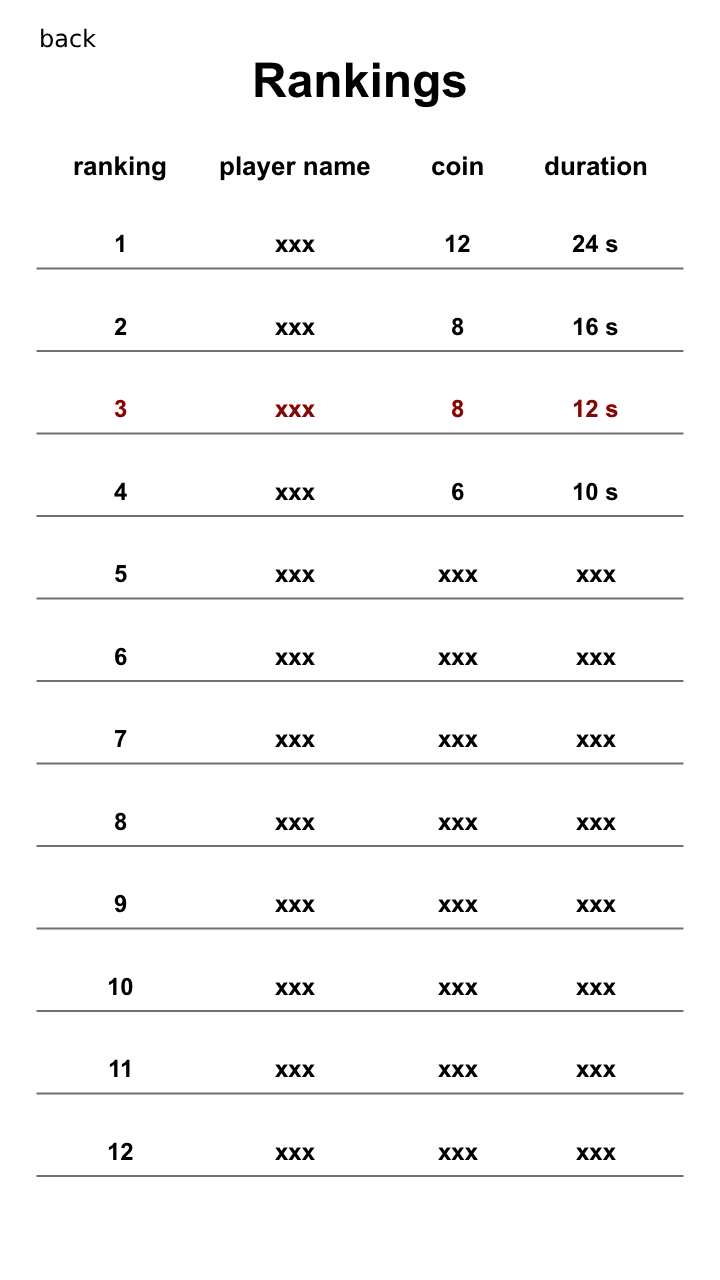 back
Rankings
ranking player name coin duration
1 xxx 12 24 s
2 xxx 8 16 s
3 xxx 8 12 s
4 xxx 6 10 s
5 xxx xxx xxx
6 xxx xxx xxx
7 xxx xxx xxx
8 xxx xxx xxx
9 xxx xxx xxx
10 xxx xxx xxx
11 xxx xxx xxx
12 xxx xxx xxx